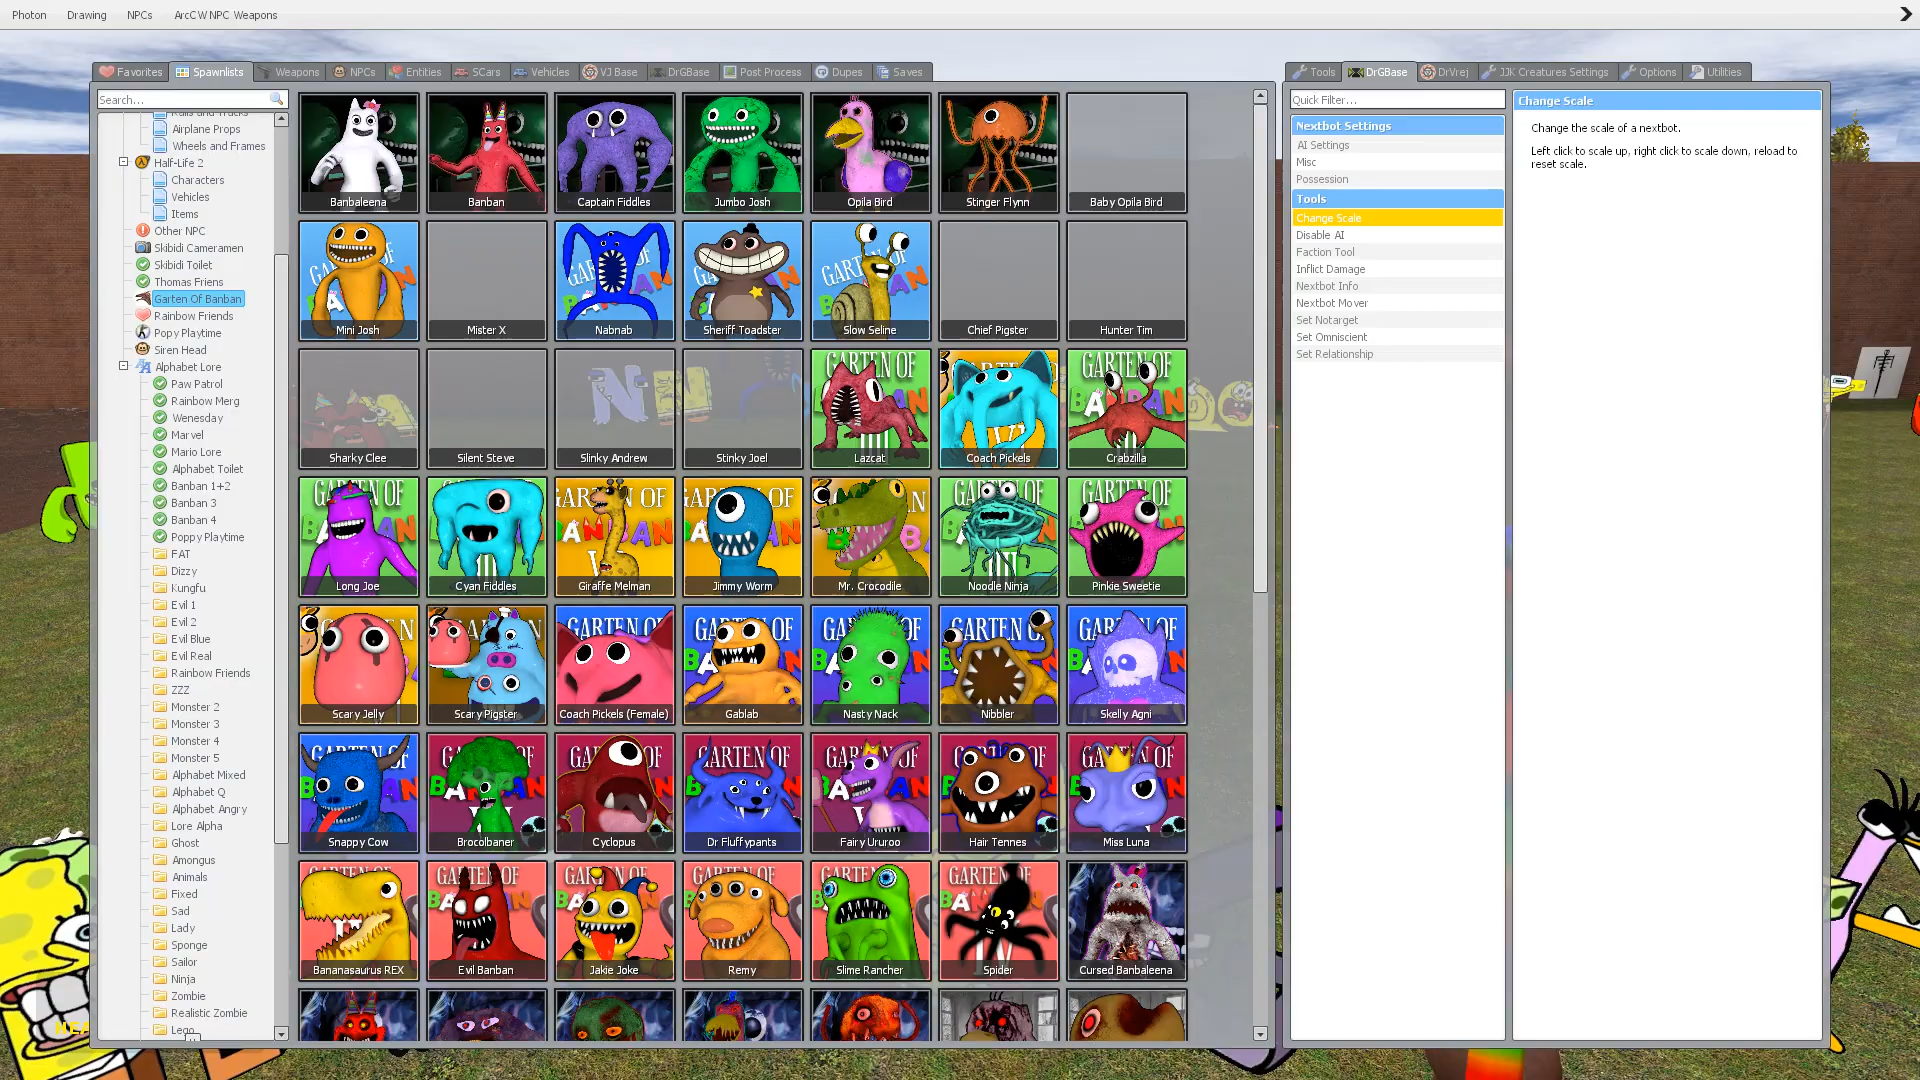 Photon Drawing NPCs ArcCW NPC Weapons
Favorites Spawnlists Weapons NPCs Entities SCars Vehicles VJ Base DrGBase Post Process Dupes Saves
Search...
Rails and Tracks
Airplane Props
Wheels and Frames
Half-Life 2
Characters
Vehicles
Items
Other NPC
Skibidi Cameramen
Skibidi Toilet
Thomas Friens
Garten Of Banban
Rainbow Friends
Popy Playtime
Siren Head
Alphabet Lore
Paw Patrol
Rainbow Merg
Wenesday
Marvel
Mario Lore
Alphabet Toilet
Banban 1+2
Banban 3
Banban 4
Poppy Playtime
FAT
Dizzy
Kungfu
Evil 1
Evil 2
Evil Blue
Evil Real
Rainbow Friends
ZZZ
Monster 2
Monster 3
Monster 4
Monster 5
Alphabet Mixed
Alphabet Q
Alphabet Angry
Lore Alpha
Ghost
Amongus
Animals
Fixed
Sad
Lady
Sponge
Sailor
Ninja
Zombie
Realistic Zombie
Lego
Banbaleena Banban Captain Fiddles Jumbo Josh Opila Bird Stinger Flynn Baby Opila Bird
Mini Josh Mister X Nabnab Sheriff Toadster Slow Seline Chief Pigster Hunter Tim
Sharky Clee Silent Steve Slinky Andrew Stinky Joel Lazcat Coach Pickels Crabzilla
Long Joe Cyan Fiddles Giraffe Melman Jimmy Worm Mr. Crocodile Noodle Ninja Pinkie Sweetie
Scary Jelly Scary Pigster Coach Pickels (Female) Gablab Nasty Nack Nibbler Skelly Agni
Snappy Cow Brocolbaner Cyclopus Dr Fluffypants Fairy Ururoo Hair Tennes Miss Luna
Bananasaurus REX Evil Banban Jakie Joke Remy Slime Rancher Spider Cursed Banbaleena
Tools DrGBase DrVrej JJK Creatures Settings Options Utilities
Quick Filter...
Nextbot Settings
AI Settings
Misc
Possession
Tools
Change Scale
Disable AI
Faction Tool
Inflict Damage
Nextbot Info
Nextbot Mover
Set Notarget
Set Omniscient
Set Relationship
Change Scale
Change the scale of a nextbot.
Left click to scale up, right click to scale down, reload to
reset scale.